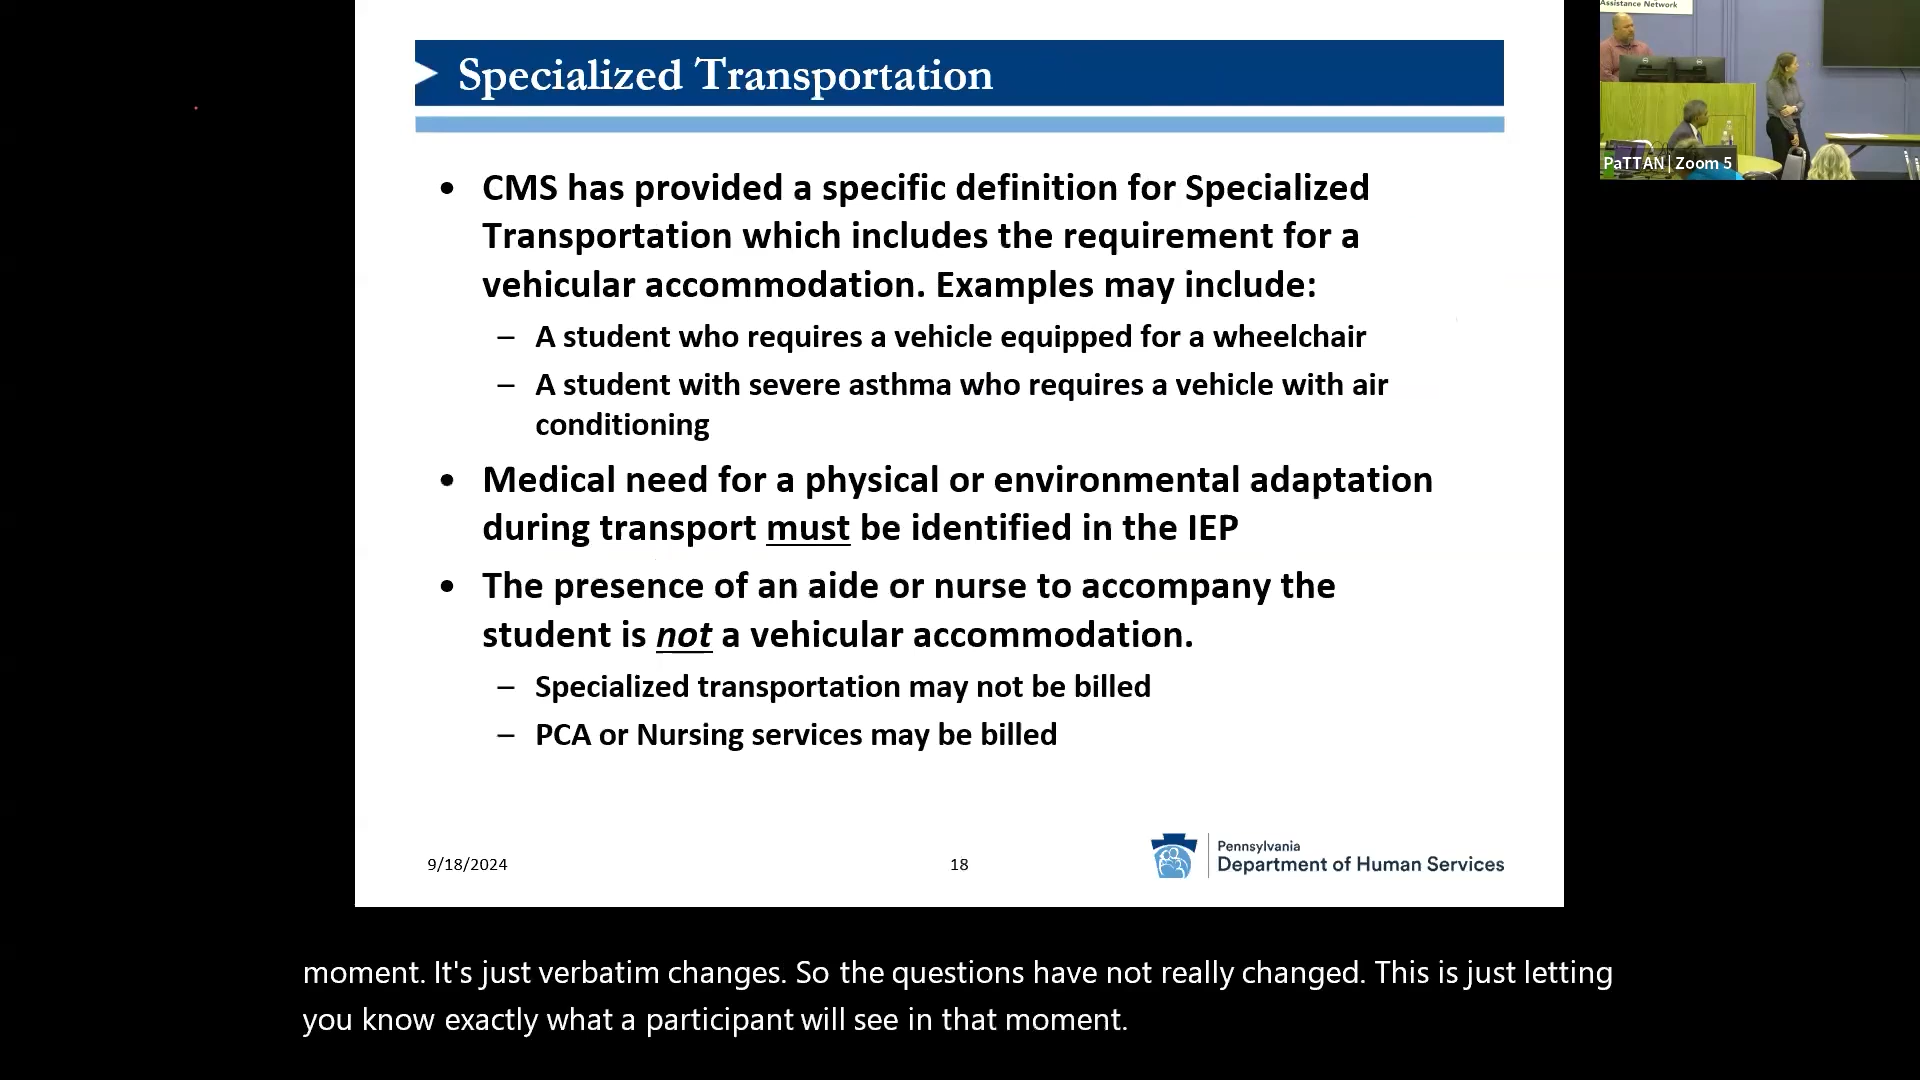 Assistance Network
Specialized Transportation
PaTTAN | Zoom 5
• CMS has provided a specific definition for Specialized
Transportation which includes the requirement for a
vehicular accommodation. Examples may include:
– A student who requires a vehicle equipped for a wheelchair
– A student with severe asthma who requires a vehicle with air
conditioning
• Medical need for a physical or environmental adaptation
during transport must be identified in the IEP
• The presence of an aide or nurse to accompany the
student is not a vehicular accommodation.
– Specialized transportation may not be billed
– PCA or Nursing services may be billed
9/18/2024
18
Pennsylvania
Department of Human Services
moment. It's just verbatim changes. So the questions have not really changed. This is just letting
you know exactly what a participant will see in that moment.